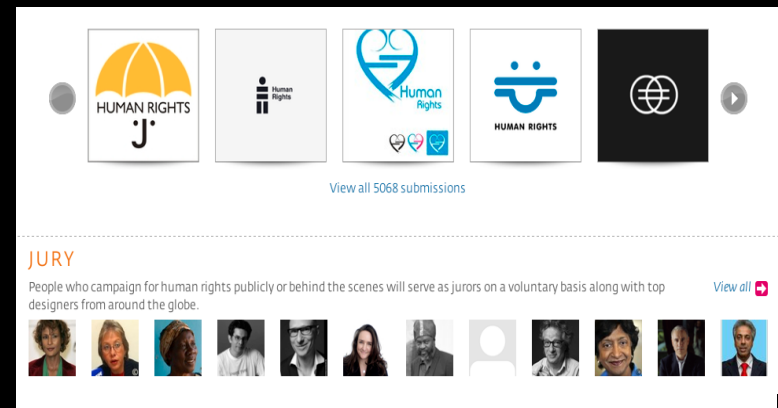 HUMAN RIGHTS
Human
Rights
Human
Rights
HUMAN RIGHTS
View all 5068 submissions
JURY
People who campaign for human rights publicly or behind the scenes will serve as jurors on a voluntary basis along with top
View all
designers from around the globe.
©